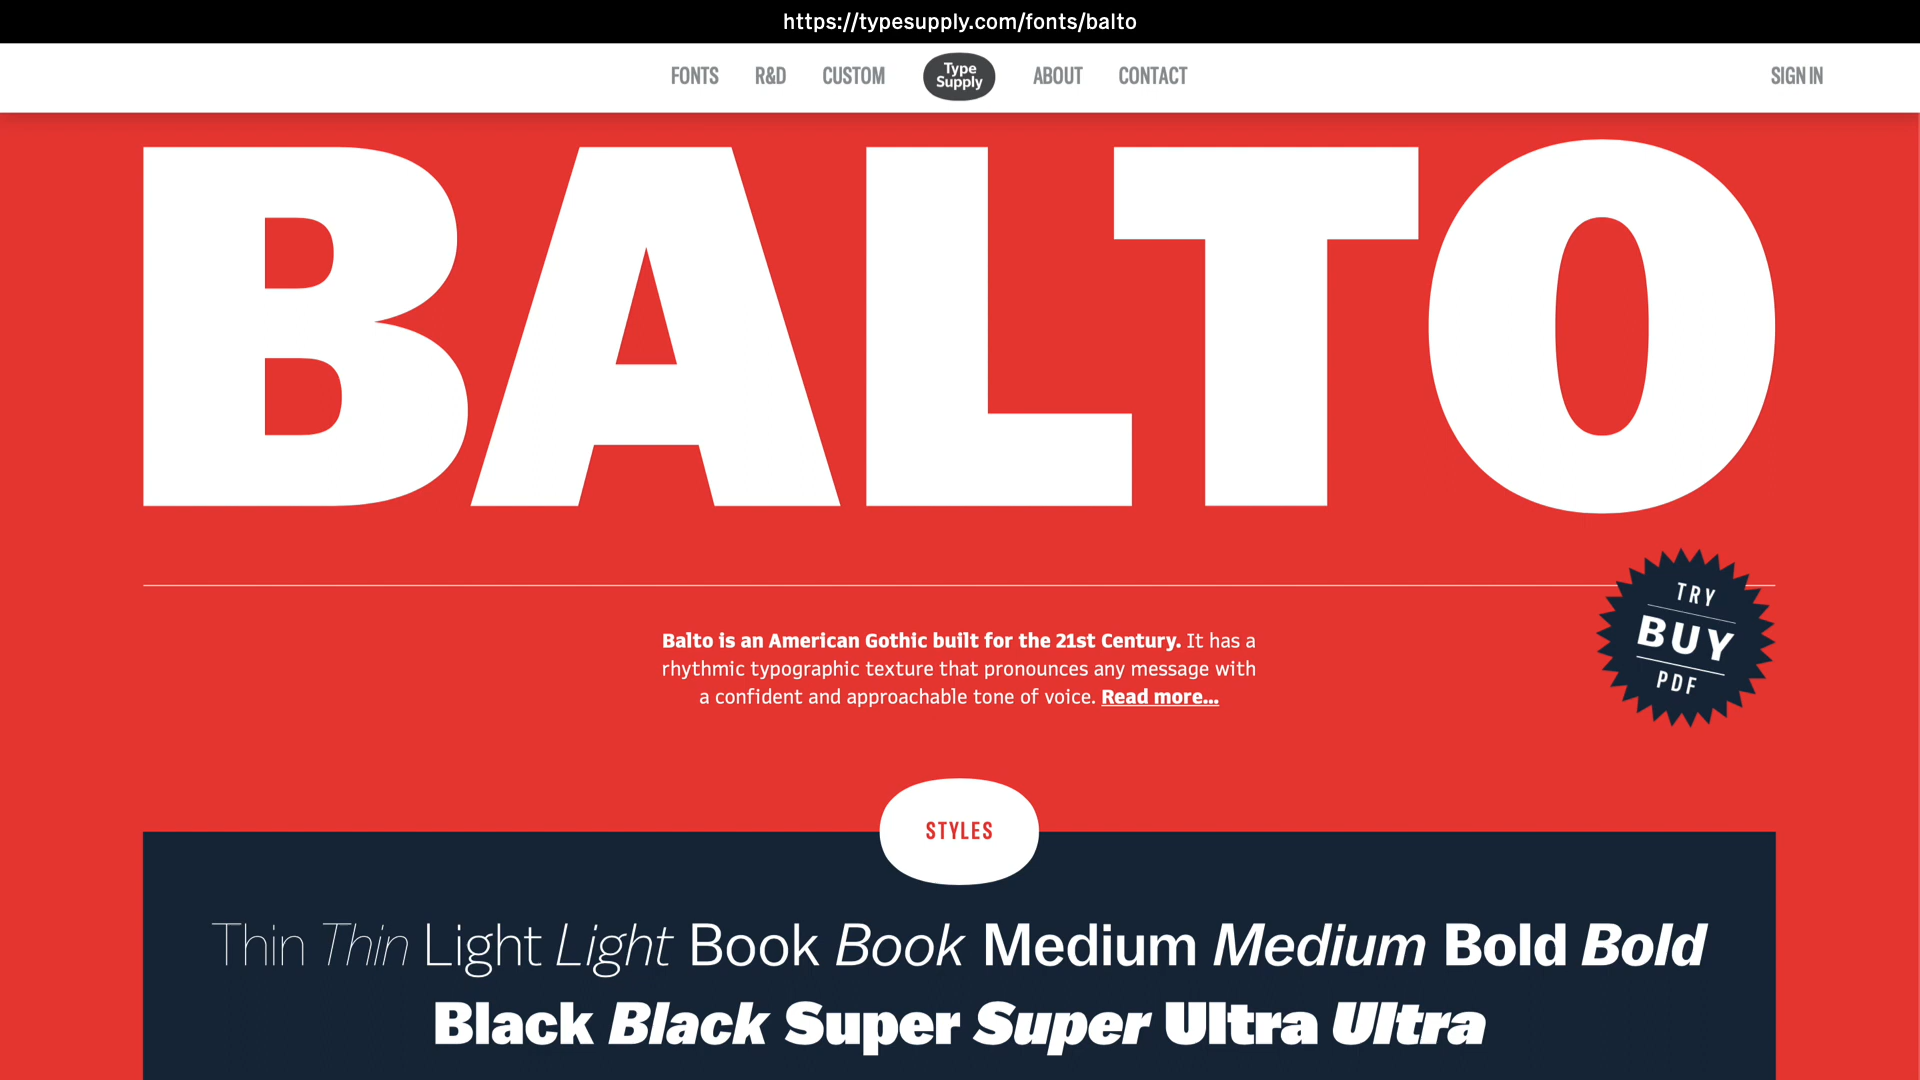 https://typesupply.com/fonts/balto
FONTS R&D CUSTOM Type Supply ABOUT CONTACT SIGN IN
BALTO
TRY
BUY
PDF
Balto is an American Gothic built for the 21st Century. It has a
rhythmic typographic texture that pronounces any message with
a confident and approachable tone of voice. Read more...
STYLES
Thin Thin Light Light Book Book Medium Medium Bold Bold
Black Black Super Super Ultra Ultra